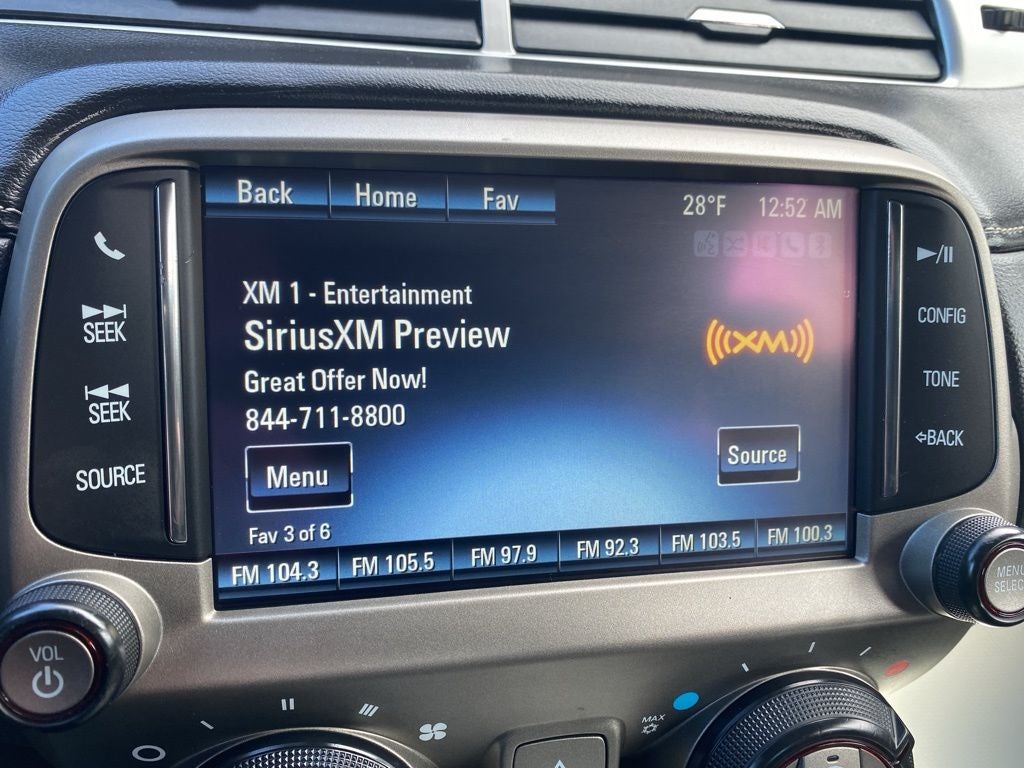 Back Home Fav 28°F 12:52 AM
XM 1 - Entertainment
SiriusXM Preview
((XM))
Great Offer Now!
844-711-8800
Menu
Source
Fav 3 of 6
FM 104.3 FM 105.5 FM 97.9 FM 92.3 FM 103.5 FM 100.3
SEEK
SEEK
SOURCE
CONFIG
TONE
BACK
VOL
MENU
SELECT
MAX